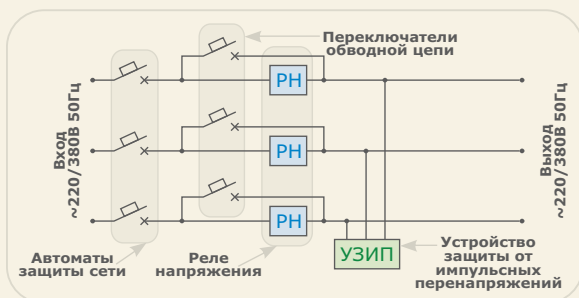 Переключатели
обводной цепи
РН
РН
РН
Вход
~220/380В 50Гц
Выход
~220/380В 50Гц
УЗИП
Автоматы
защиты сети
Реле
напряжения
Устройство
защиты от
импульсных
перенапряжений